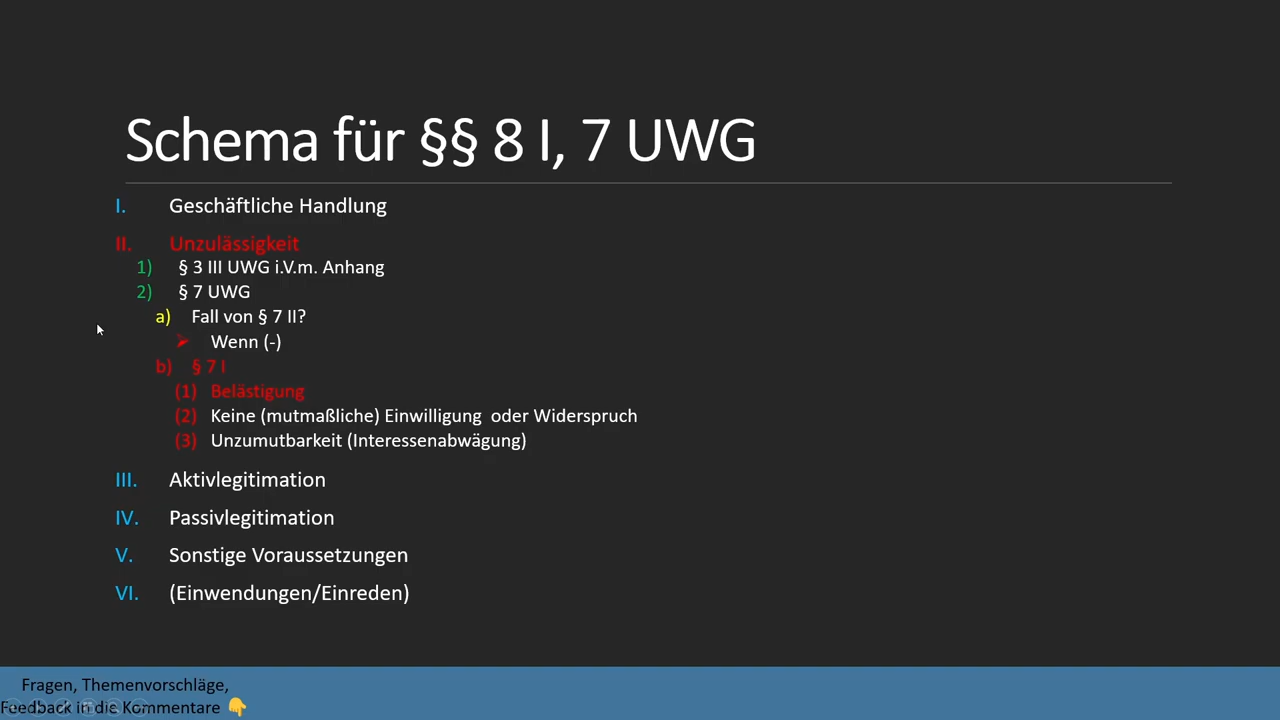 Schema für §§ 8 I, 7 UWG
I. Geschäftliche Handlung
II. Unzulässigkeit
1) § 3 III UWG i.V.m. Anhang
2) § 7 UWG
a) Fall von § 7 II?
Wenn (-)
b) § 7 I
(1) Belästigung
(2) Keine (mutmaßliche) Einwilligung oder Widerspruch
(3) Unzumutbarkeit (Interessenabwägung)
III. Aktivlegitimation
IV. Passivlegitimation
V. Sonstige Voraussetzungen
VI. (Einwendungen/Einreden)
Fragen, Themenvorschläge,
Feedback in die Kommentare